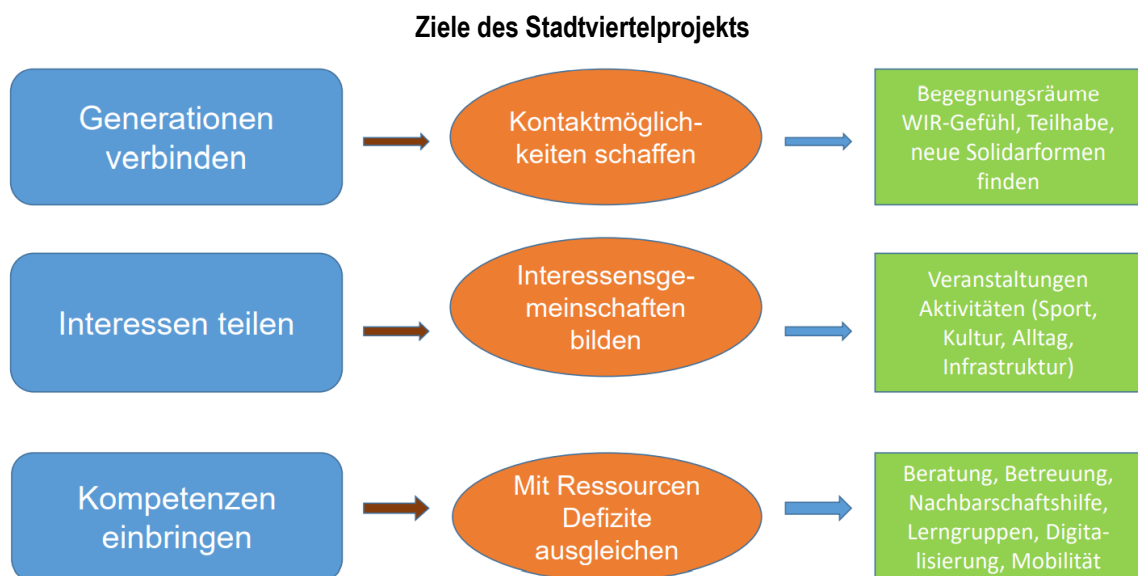 Ziele des Stadtviertelprojekts
Generationen
verbinden
Kontaktmöglich-
keiten schaffen
Begegnungsräume
WIR-Gefühl, Teilhabe,
neue Solidarformen
finden
Interessen teilen
Interessensge-
meinschaften
bilden
Veranstaltungen
Aktivitäten (Sport,
Kultur, Alltag,
Infrastruktur)
Kompetenzen
einbringen
Mit Ressourcen
Defizite
ausgleichen
Beratung, Betreuung,
Nachbarschaftshilfe,
Lerngruppen, Digita-
lisierung, Mobilität